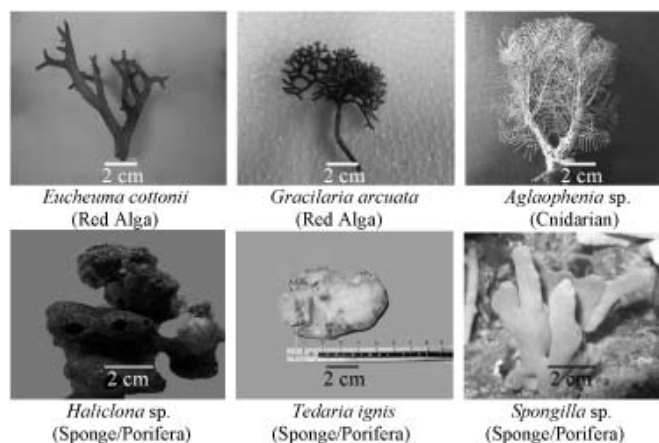 2 cm
2 cm
2 cm
Eucheuma cottonii
(Red Alga)
Gracilaria arcuata
(Red Alga)
Aglaophenia sp.
(Cnidarian)
2 cm
2 cm
2 cm
Haliclona sp.
(Sponge/Porifera)
Tedaria ignis
(Sponge/Porifera)
Spongilla sp.
(Sponge/Porifera)